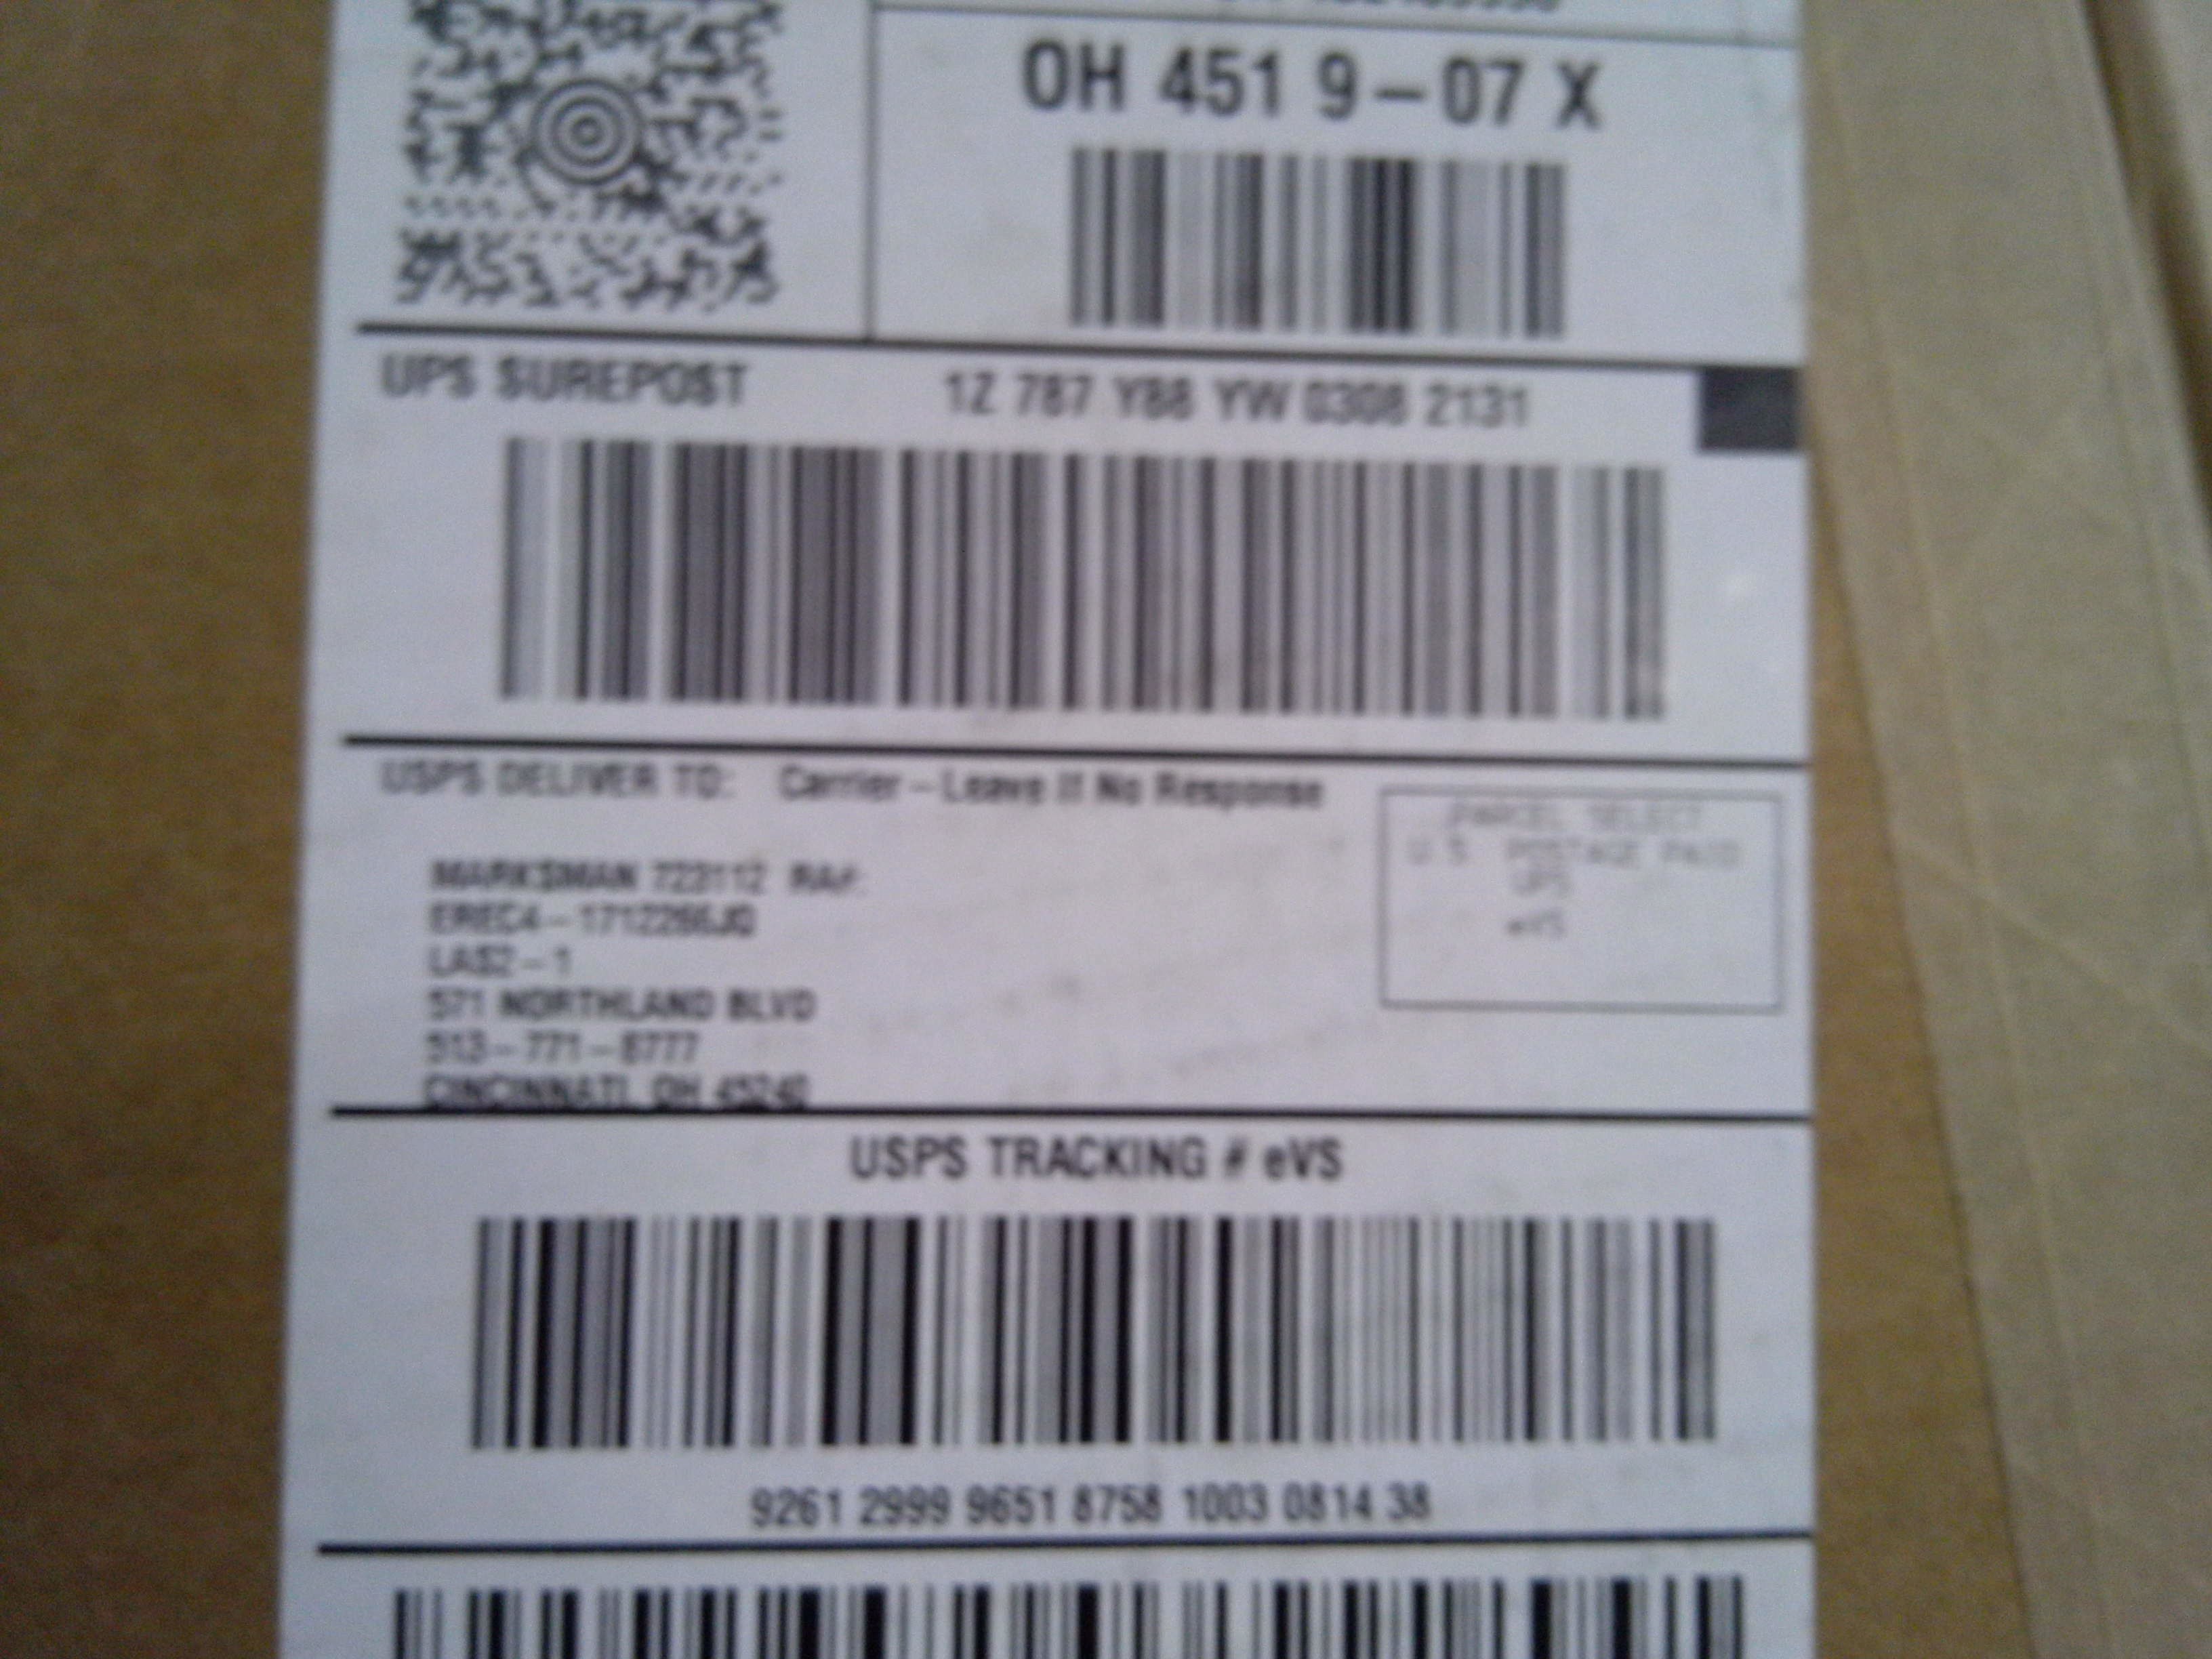 OH 451 9-07 X
UPS SUREPOST 1Z 787 Y88 YW 0308 2131
USPS DELIVER TO: Carrier - Leave If No Response
PARCEL SELECT
U.S. POSTAGE PAID
UPS
eVS
MARKSMAN 723112 RA#:
LAS2-1
571 NORTHLAND BLVD
513-771-8777
CINCINNATI, OH 45240
USPS TRACKING # eVS
9261 2999 9651 8758 1003 0814 38